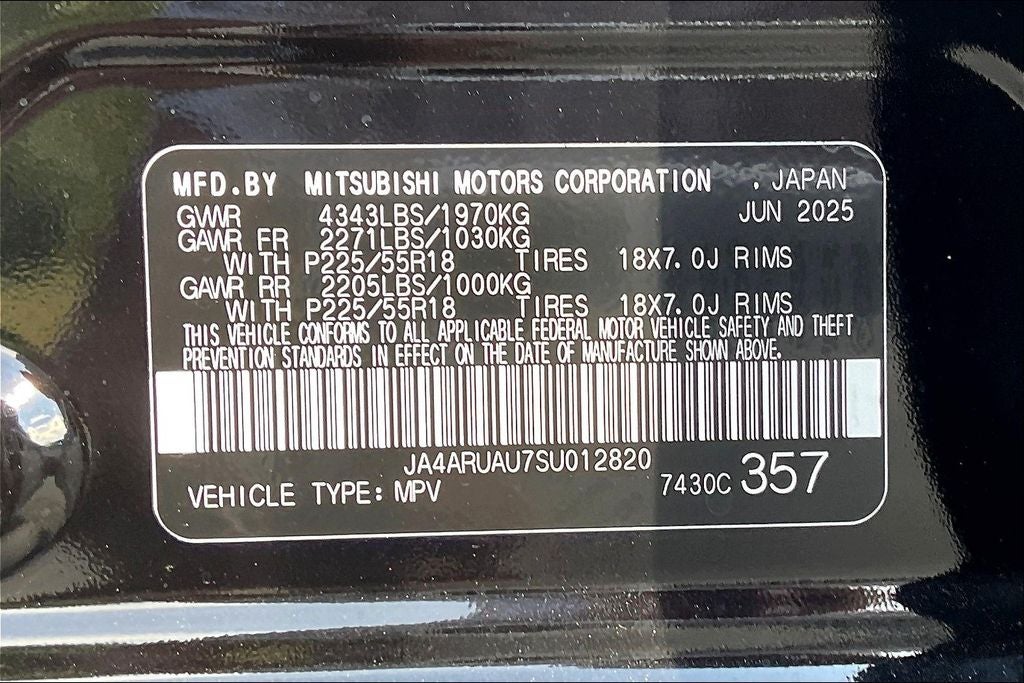 MFD.BY MITSUBISHI MOTORS CORPORATION . JAPAN
GWWR 4343LBS/1970KG JUN 2025
GAWR FR 2271LBS/1030KG
WITH P225/55R18 TIRES 18X7.0J RIMS
GAWR RR 2205LBS/1000KG
WITH P225/55R18 TIRES 18X7.0J RIMS
THIS VEHICLE CONFORMS TO ALL APPLICABLE FEDERAL MOTOR VEHICLE SAFETY AND THEFT
PREVENTION STANDARDS IN EFFECT ON THE DATE OF MANUFACTURE SHOWN ABOVE.
JA4ARUAU7SU012820
VEHICLE TYPE: MPV 7430C 357